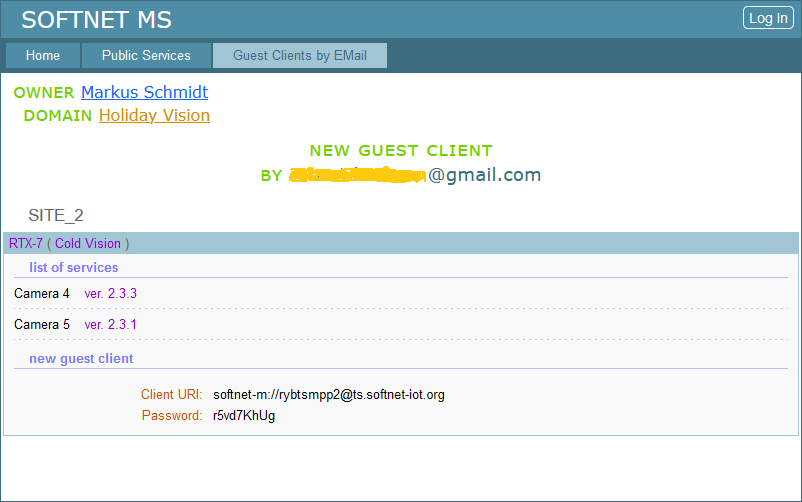 SOFTNET MS
Log In
Home Public Services Guest Clients by EMail
OWNER Markus Schmidt
DOMAIN Holiday Vision
NEW GUEST CLIENT
BY @gmail.com
SITE_2
RTX-7 ( Cold Vision )
list of services
Camera 4 ver. 2.3.3
Camera 5 ver. 2.3.1
new guest client
Client URI: softnet-m://rybtsmpp2@ts.softnet-iot.org
Password: r5vd7KhUg